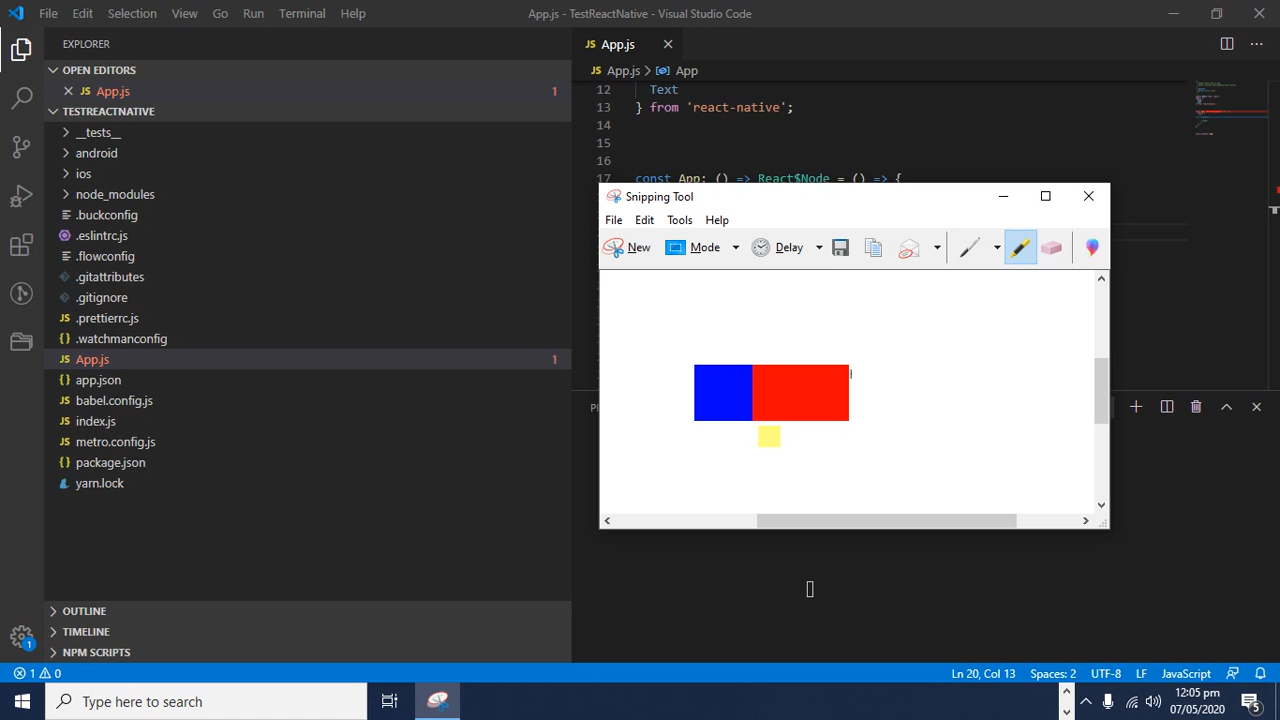 File Edit Selection View Go Run Terminal Help
App.js - TestReactNative - Visual Studio Code
EXPLORER
OPEN EDITORS
App.js 1
TESTREACTNATIVE
__tests__
android
ios
node_modules
.buckconfig
.eslintrc.js
.flowconfig
.gitattributes
.gitignore
.prettierrc.js
.watchmanconfig
App.js 1
app.json
babel.config.js
index.js
metro.config.js
package.json
yarn.lock
OUTLINE
TIMELINE
NPM SCRIPTS
JS App.js
JS App.js > App
12 Text
13 } from 'react-native';
14
15
16
17 const App: () => React$Node = () => {
Snipping Tool
File Edit Tools Help
New Mode Delay
1 0
Ln 20, Col 13 Spaces: 2 UTF-8 LF JavaScript
Type here to search
12:05 pm
07/05/2020
5